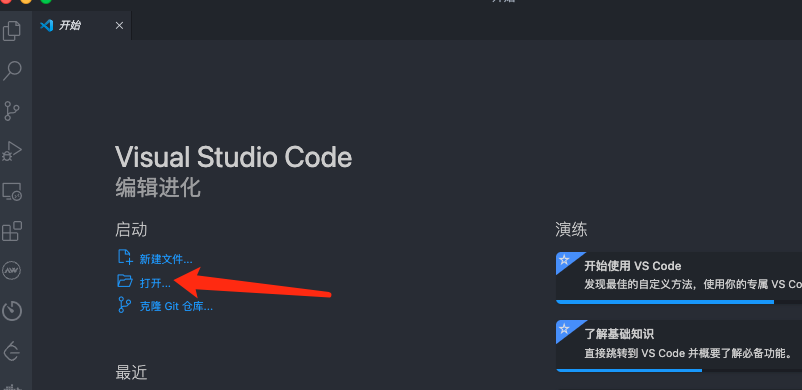 开始
Visual Studio Code
编辑进化
启动
新建文件...
打开...
克隆 Git 仓库...
最近
演练
开始使用 VS Code
发现最佳的自定义方法，使用你的专属 VS Co
了解基础知识
直接跳转到 VS Code 并概要了解必备功能。